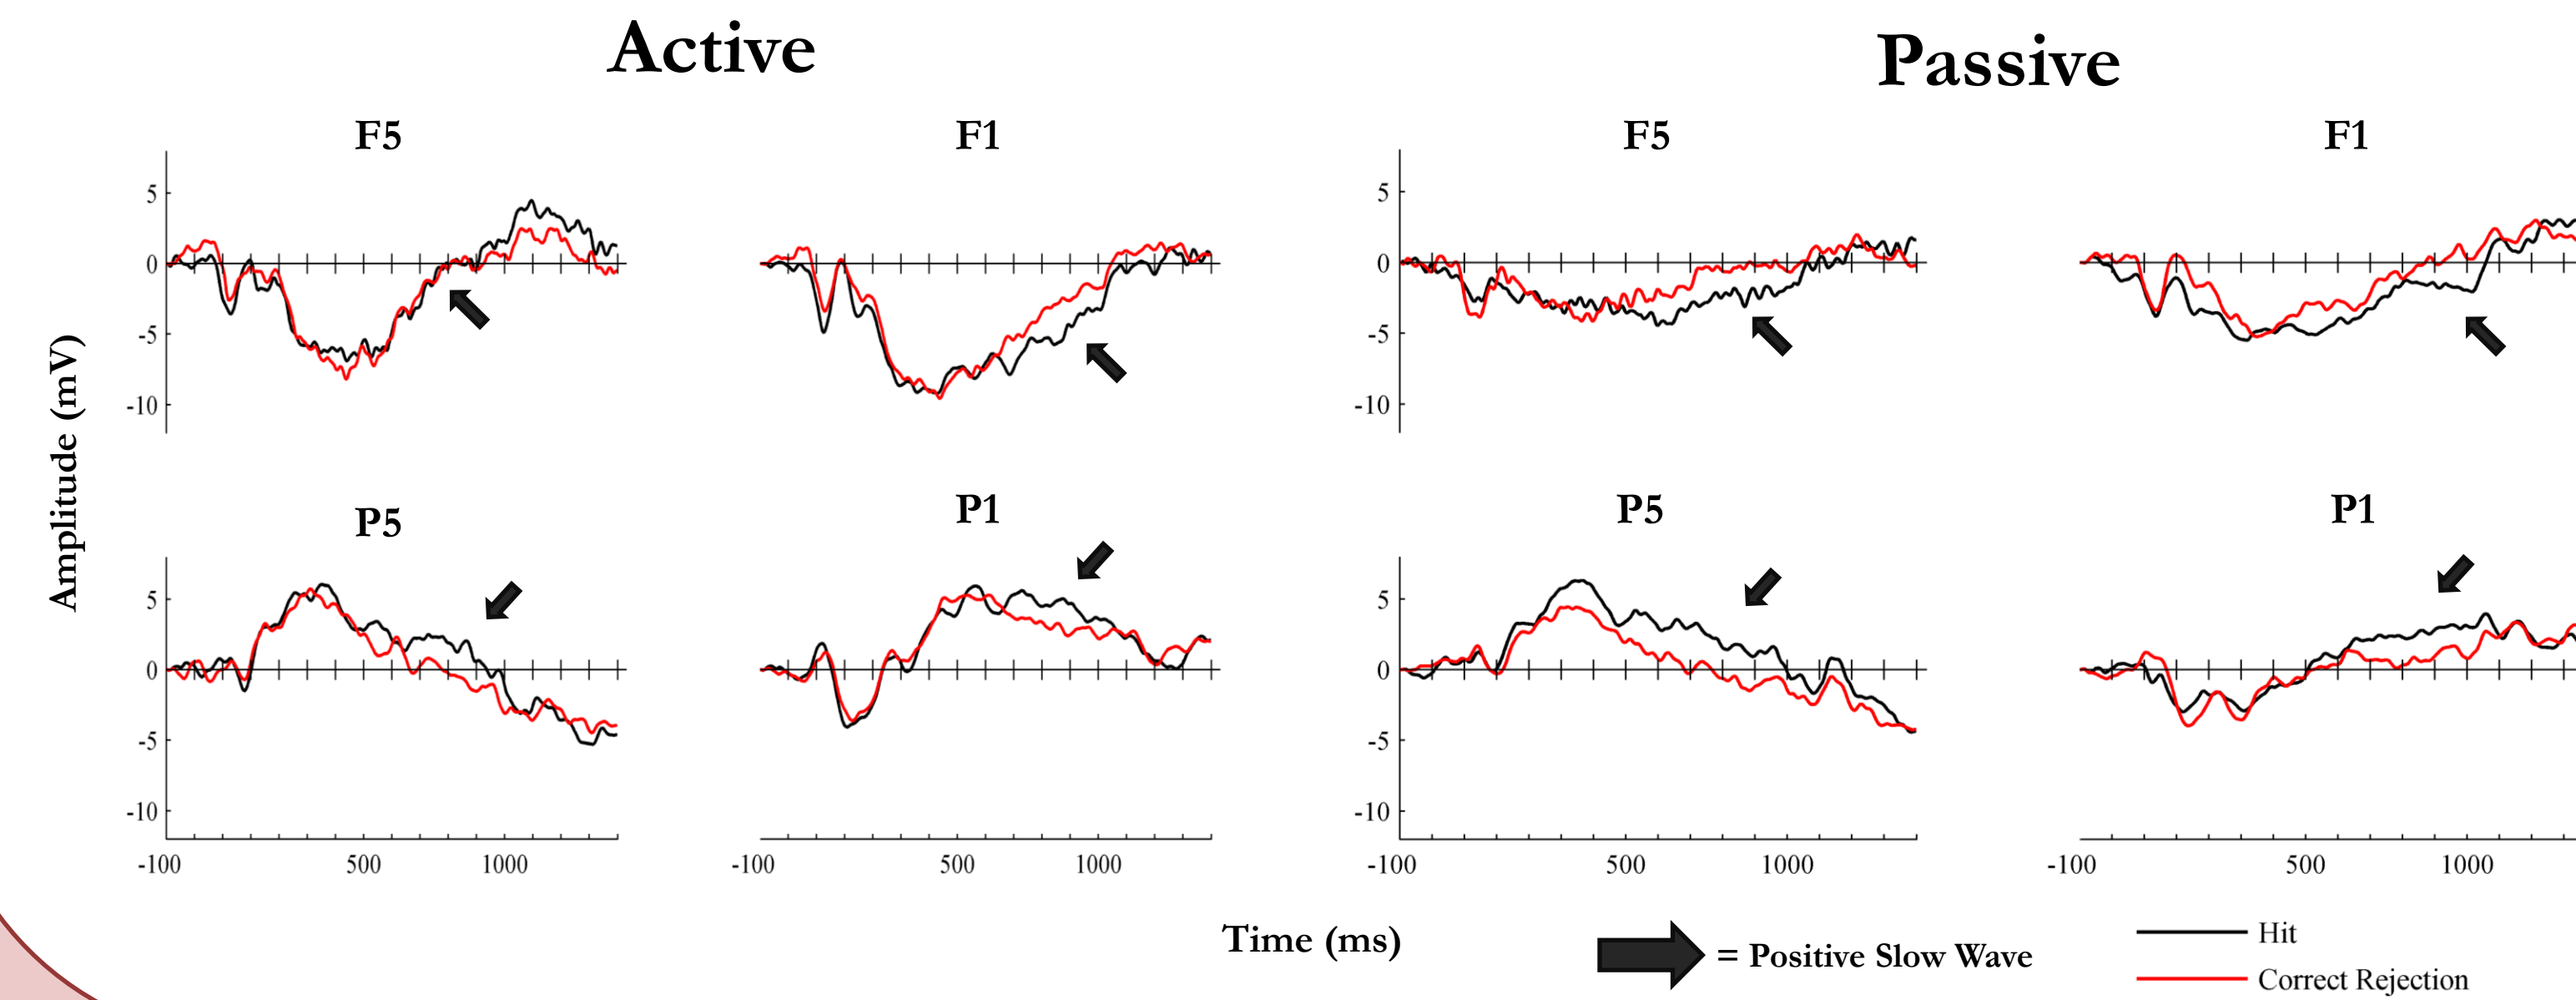 Active
Passive
F5
F1
F5
F1
5
0
-5
-10
5
0
-5
-10
Amplitude (mV)
P5
P1
P5
P1
5
0
-5
-10
5
0
-5
-10
-100 500 1000
-100 500 1000
-100 500 1000
-100 500 1000
Time (ms)
= Positive Slow Wave
Hit
Correct Rejection